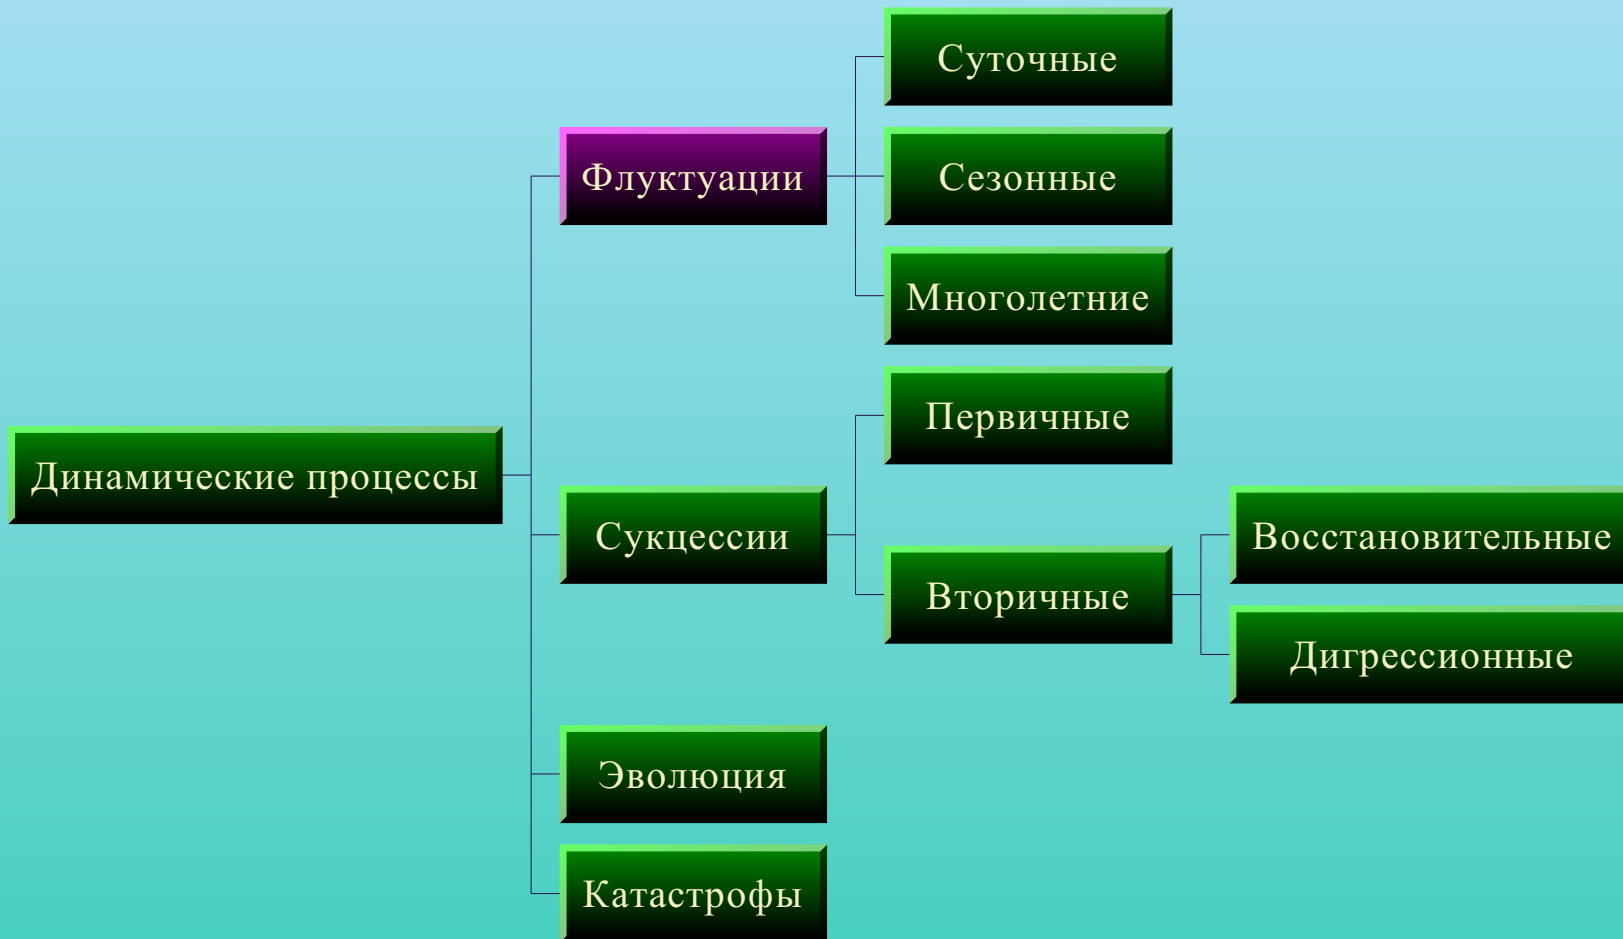 Динамические процессы
Флуктуации
Суточные
Сезонные
Многолетние
Сукцессии
Первичные
Вторичные
Восстановительные
Дигрессионные
Эволюция
Катастрофы